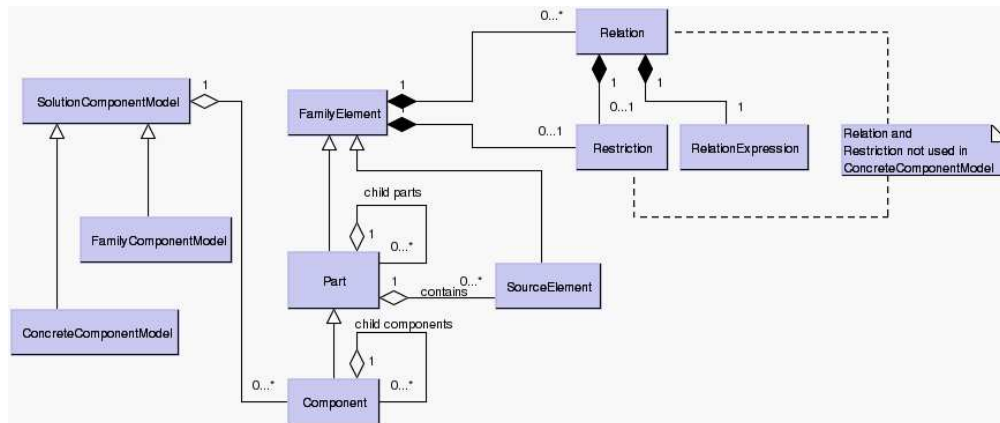 0...*
Relation
1
SolutionComponentModel
1
FamilyElement
1
1
1
0...1
1
0...1
Restriction
RelationExpression
Relation and
Restriction not used in
ConcreteComponentModel
child parts
1
0...*
FamilyComponentModel
Part
1
0...*
contains
SourceElement
ConcreteComponentModel
child components
1
0...*
0...*
Component